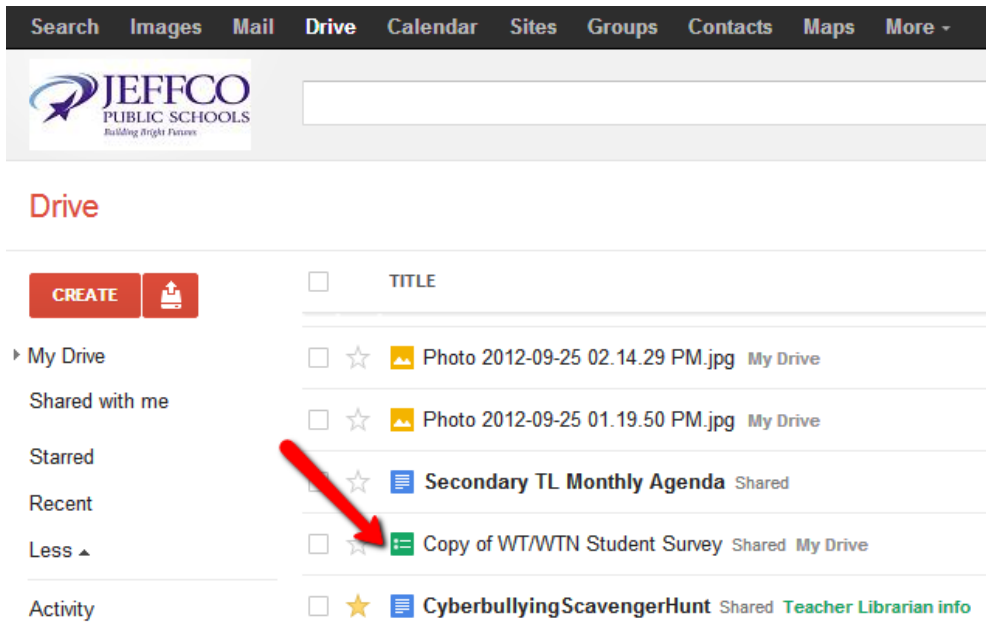 Search Images Mail Drive Calendar Sites Groups Contacts Maps More
JEFFCO
PUBLIC SCHOOLS
Building Bright Futures
Drive
CREATE
TITLE
My Drive
Photo 2012-09-25 02.14.29 PM.jpg My Drive
Shared with me
Photo 2012-09-25 01.19.50 PM.jpg My Drive
Starred
Secondary TL Monthly Agenda Shared
Recent
Less
Copy of WT/WTN Student Survey Shared My Drive
Activity
CyberbullyingScavengerHunt Shared Teacher Librarian info